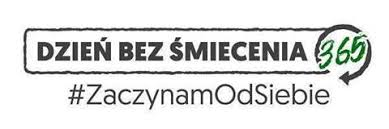 DZIEŃ BEZ ŚMIECENIA 365
#ZaczynamOdSiebie